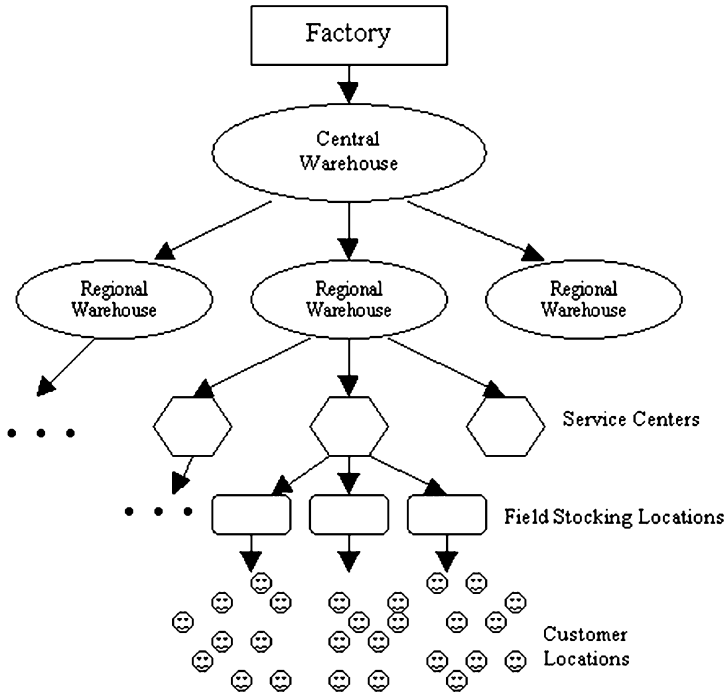 Factory
Central
Warehouse
Regional
Warehouse
Regional
Warehouse
Regional
Warehouse
Service Centers
Field Stocking Locations
Customer
Locations